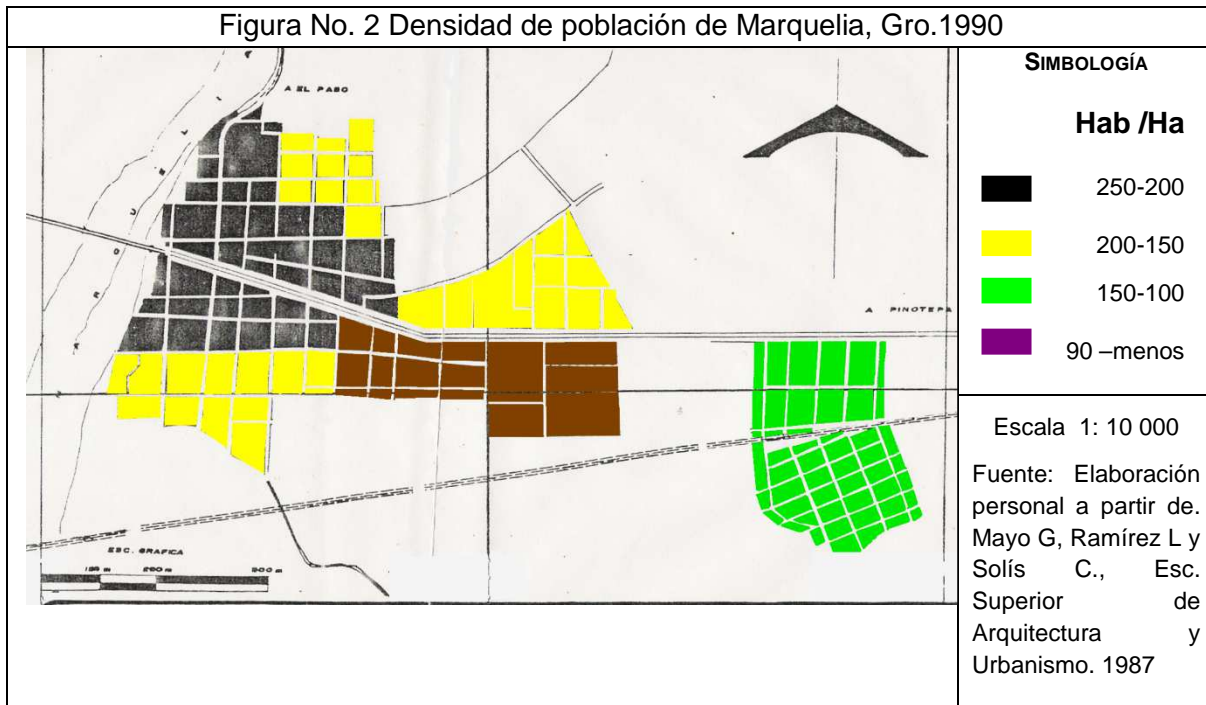 Figura No. 2 Densidad de población de Marquelia, Gro.1990
A EL PASO
A PINOTEPA
ESC. GRAFICA
200 m
500 m
SIMBOLOGÍA
Hab /Ha
250-200
200-150
150-100
90 –menos
Escala 1: 10 000
Fuente: Elaboración
personal a partir de.
Mayo G, Ramírez L y
Solís C., Esc.
Superior de
Arquitectura y
Urbanismo. 1987